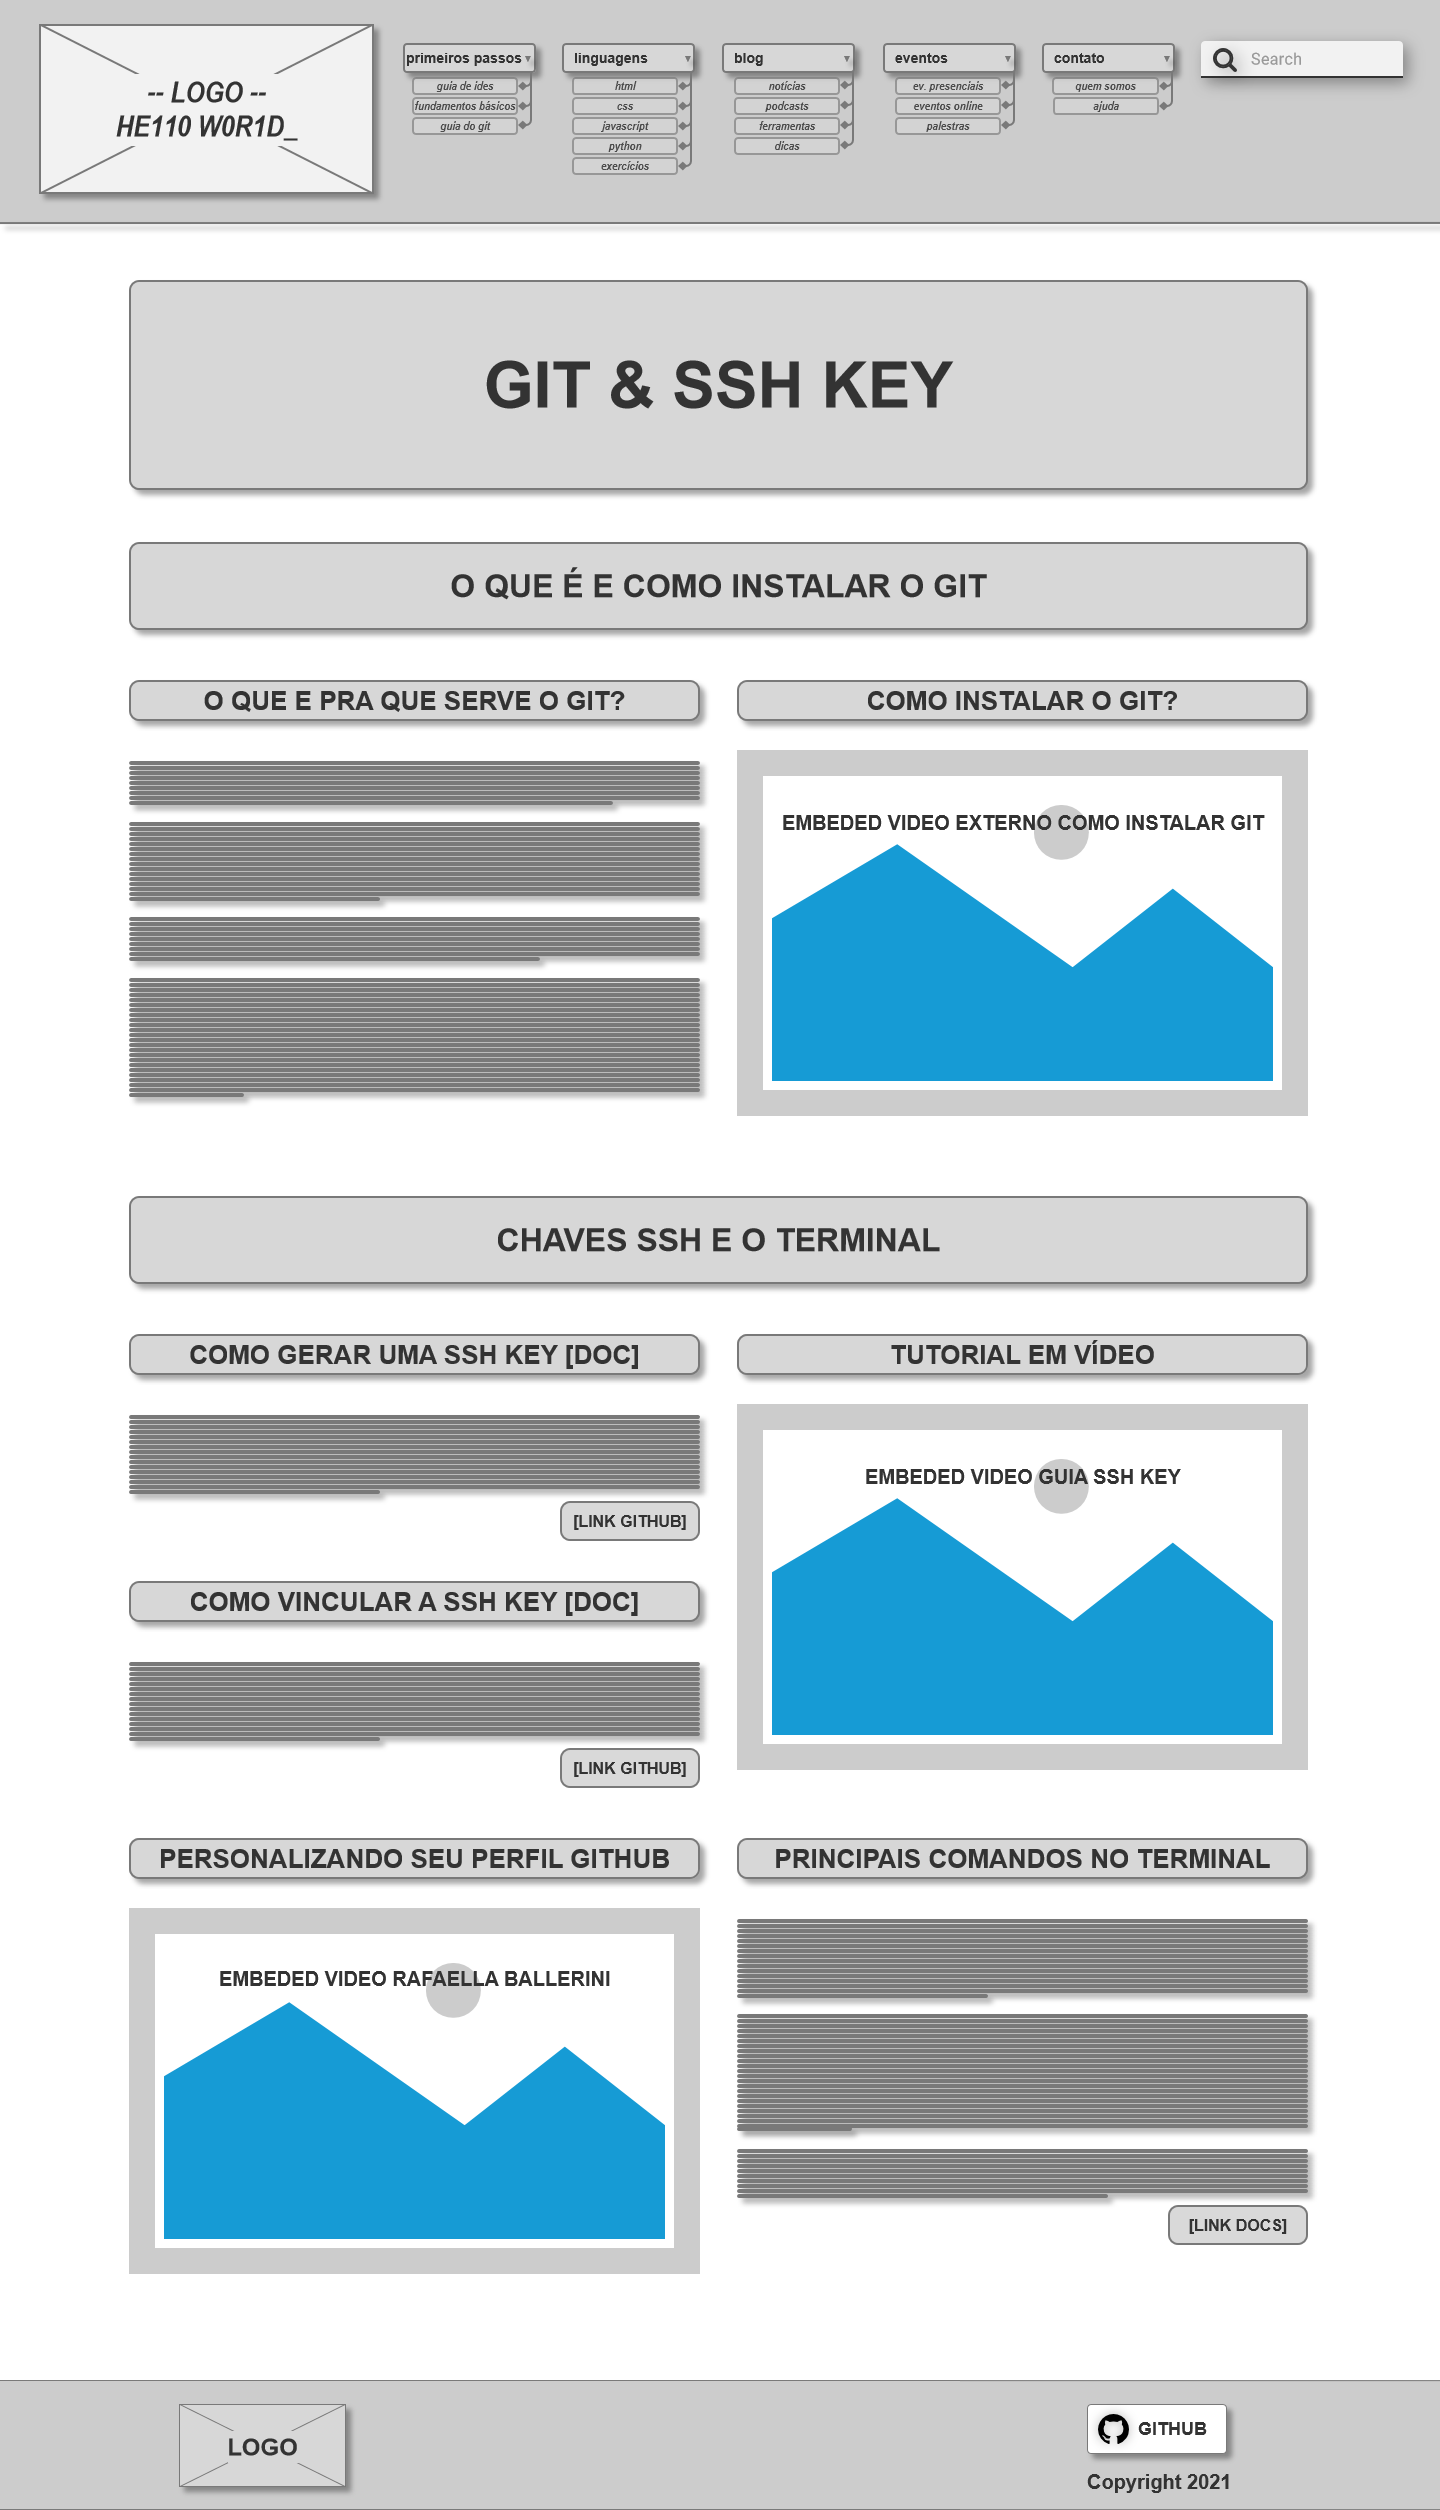 -- LOGO --
HE110 W0R1D_
primeiros passos ▾
guia de ides
fundamentos básicos
guia do git
linguagens ▾
html
css
javascript
python
exercícios
blog ▾
notícias
podcasts
ferramentas
dicas
eventos ▾
ev. presenciais
eventos online
palestras
contato ▾
quem somos
ajuda
Search
GIT & SSH KEY
O QUE É E COMO INSTALAR O GIT
O QUE E PRA QUE SERVE O GIT?
COMO INSTALAR O GIT?
EMBEDED VIDEO EXTERNO COMO INSTALAR GIT
CHAVES SSH E O TERMINAL
COMO GERAR UMA SSH KEY [DOC]
[LINK GITHUB]
TUTORIAL EM VÍDEO
EMBEDED VIDEO GUIA SSH KEY
COMO VINCULAR A SSH KEY [DOC]
[LINK GITHUB]
PERSONALIZANDO SEU PERFIL GITHUB
EMBEDED VIDEO RAFAELLA BALLERINI
PRINCIPAIS COMANDOS NO TERMINAL
[LINK DOCS]
LOGO
GITHUB
Copyright 2021